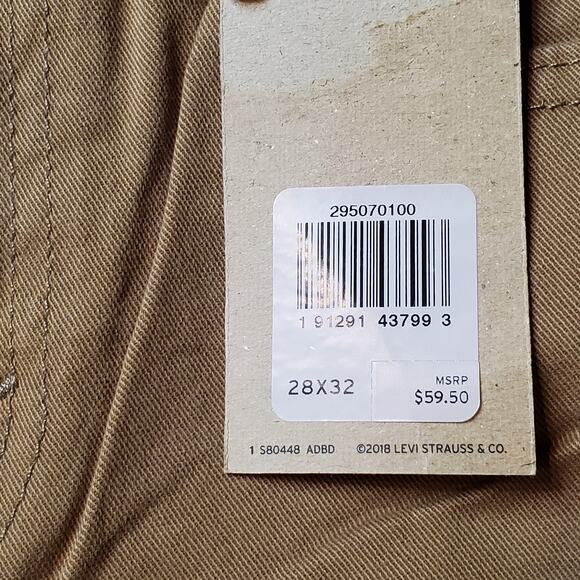 295070100
1 91291 43799 3
28X32
MSRP
$59.50
1 S80448 ADBD ©2018 LEVI STRAUSS & CO.